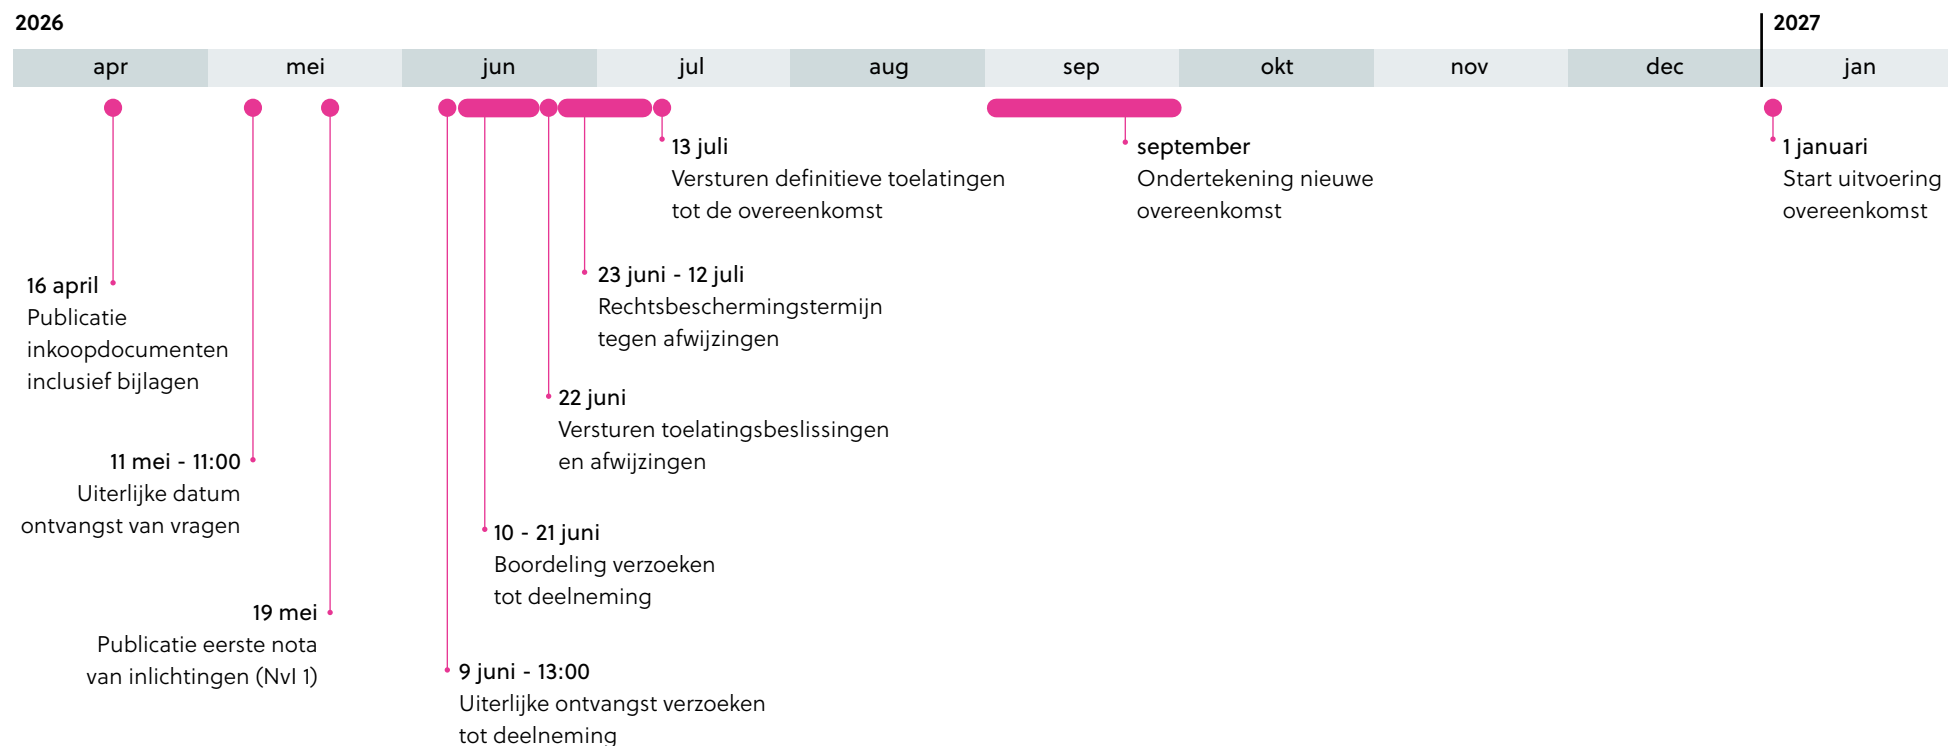 2026
2027
apr
mei
jun
jul
aug
sep
okt
nov
dec
jan
16 april
Publicatie
inkoopdocumenten
inclusief bijlagen
11 mei - 11:00
Uiterlijke datum
ontvangst van vragen
19 mei
Publicatie eerste nota
van inlichtingen (NvI 1)
9 juni - 13:00
Uiterlijke ontvangst verzoeken
tot deelneming
10 - 21 juni
Boordeling verzoeken
tot deelneming
22 juni
Versturen toelatingsbeslissingen
en afwijzingen
23 juni - 12 juli
Rechtsbeschermingstermijn
tegen afwijzingen
13 juli
Versturen definitieve toelatingen
tot de overeenkomst
september
Ondertekening nieuwe
overeenkomst
1 januari
Start uitvoering
overeenkomst